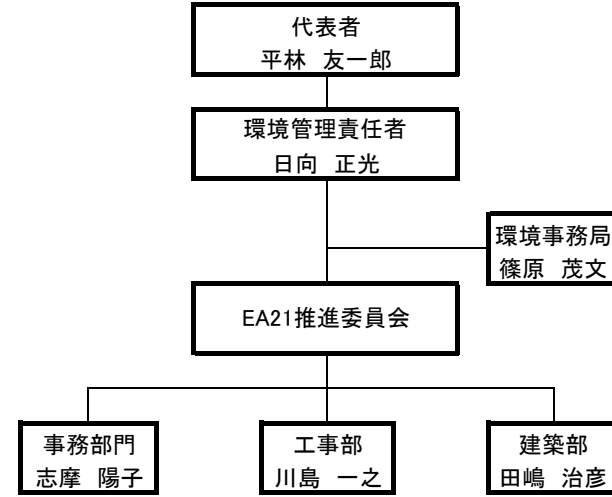 代表者
平林　友一郎
環境管理責任者
日向　正光
環境事務局
篠原　茂文
EA21推進委員会
事務部門
志摩　陽子
工事部
川島　一之
建築部
田嶋　治彦